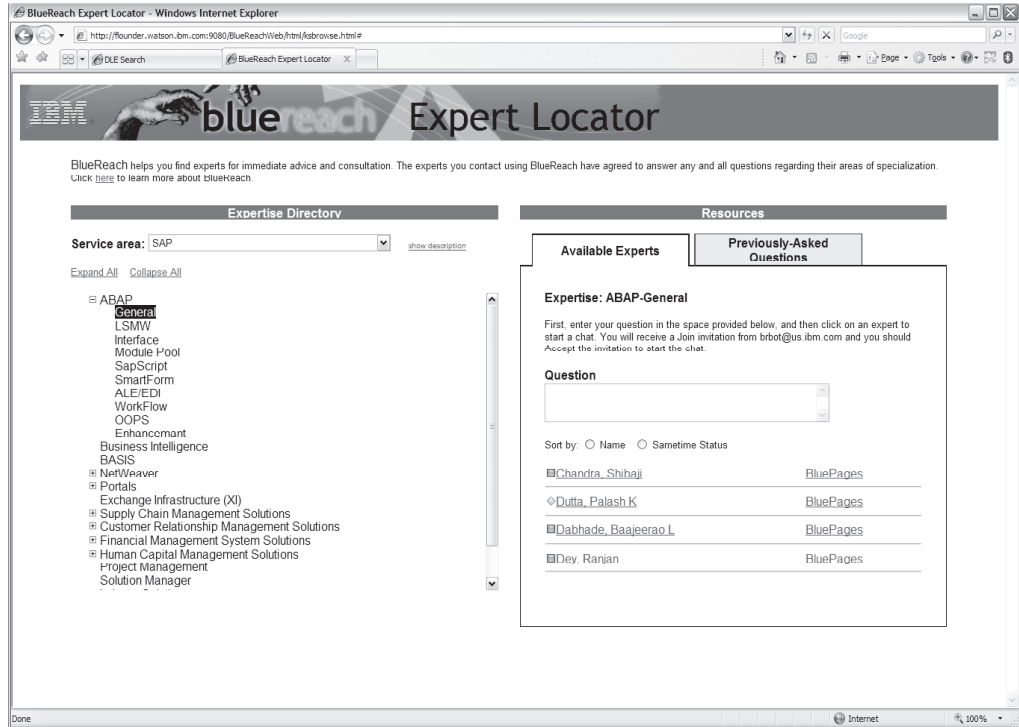 BlueReach Expert Locator - Windows Internet Explorer
http://flounder.watson.ibm.com:9080/BlueReachWeb/html/ksbrowse.html#
Google
DLE Search
BlueReach Expert Locator
Page
Tools
IBM
bluereach Expert Locator
BlueReach helps you find experts for immediate advice and consultation. The experts you contact using BlueReach have agreed to answer any and all questions regarding their areas of specialization.
Click here to learn more about BlueReach.
Expertise Directory
Service area: SAP show description
Expand All Collapse All
ABAP
General
LSMW
Interface
Module Pool
SapScript
SmartForm
ALE/EDI
WorkFlow
OOPS
Enhancemant
Business Intelligence
BASIS
NetWeaver
Portals
Exchange Infrastructure (XI)
Supply Chain Management Solutions
Customer Relationship Management Solutions
Financial Management System Solutions
Human Capital Management Solutions
Project Management
Solution Manager
Resources
Available Experts
Previously-Asked
Questions
Expertise: ABAP-General
First, enter your question in the space provided below, and then click on an expert to
start a chat. You will receive a Join invitation from brbot@us.ibm.com and you should
Accept the invitation to start the chat.
Question
Sort by: Name Sametime Status
Chandra, Shibaji BluePages
Dutta, Palash K BluePages
Dabhade, Baajeerao L BluePages
Dey, Ranjan BluePages
Done
Internet
100%